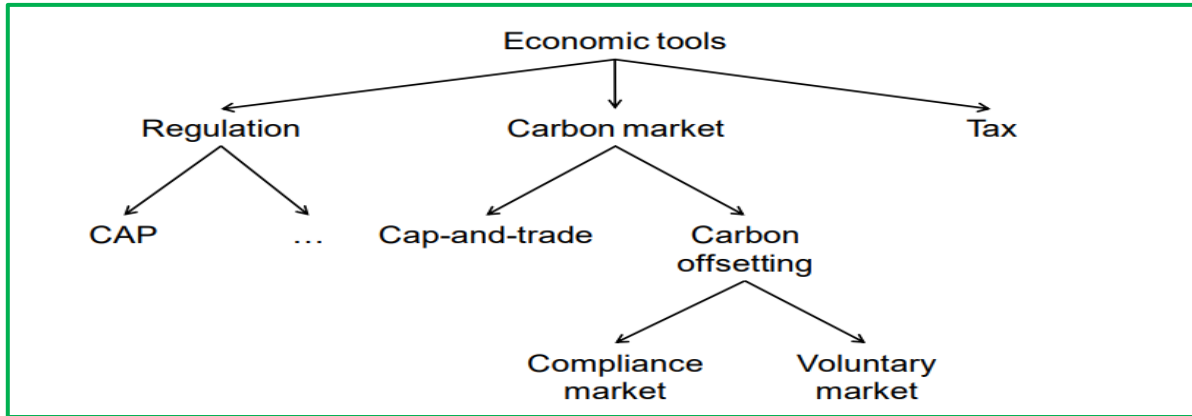 Economic tools
Regulation
Carbon market
Tax
CAP
...
Cap-and-trade
Carbon
offsetting
Compliance
market
Voluntary
market